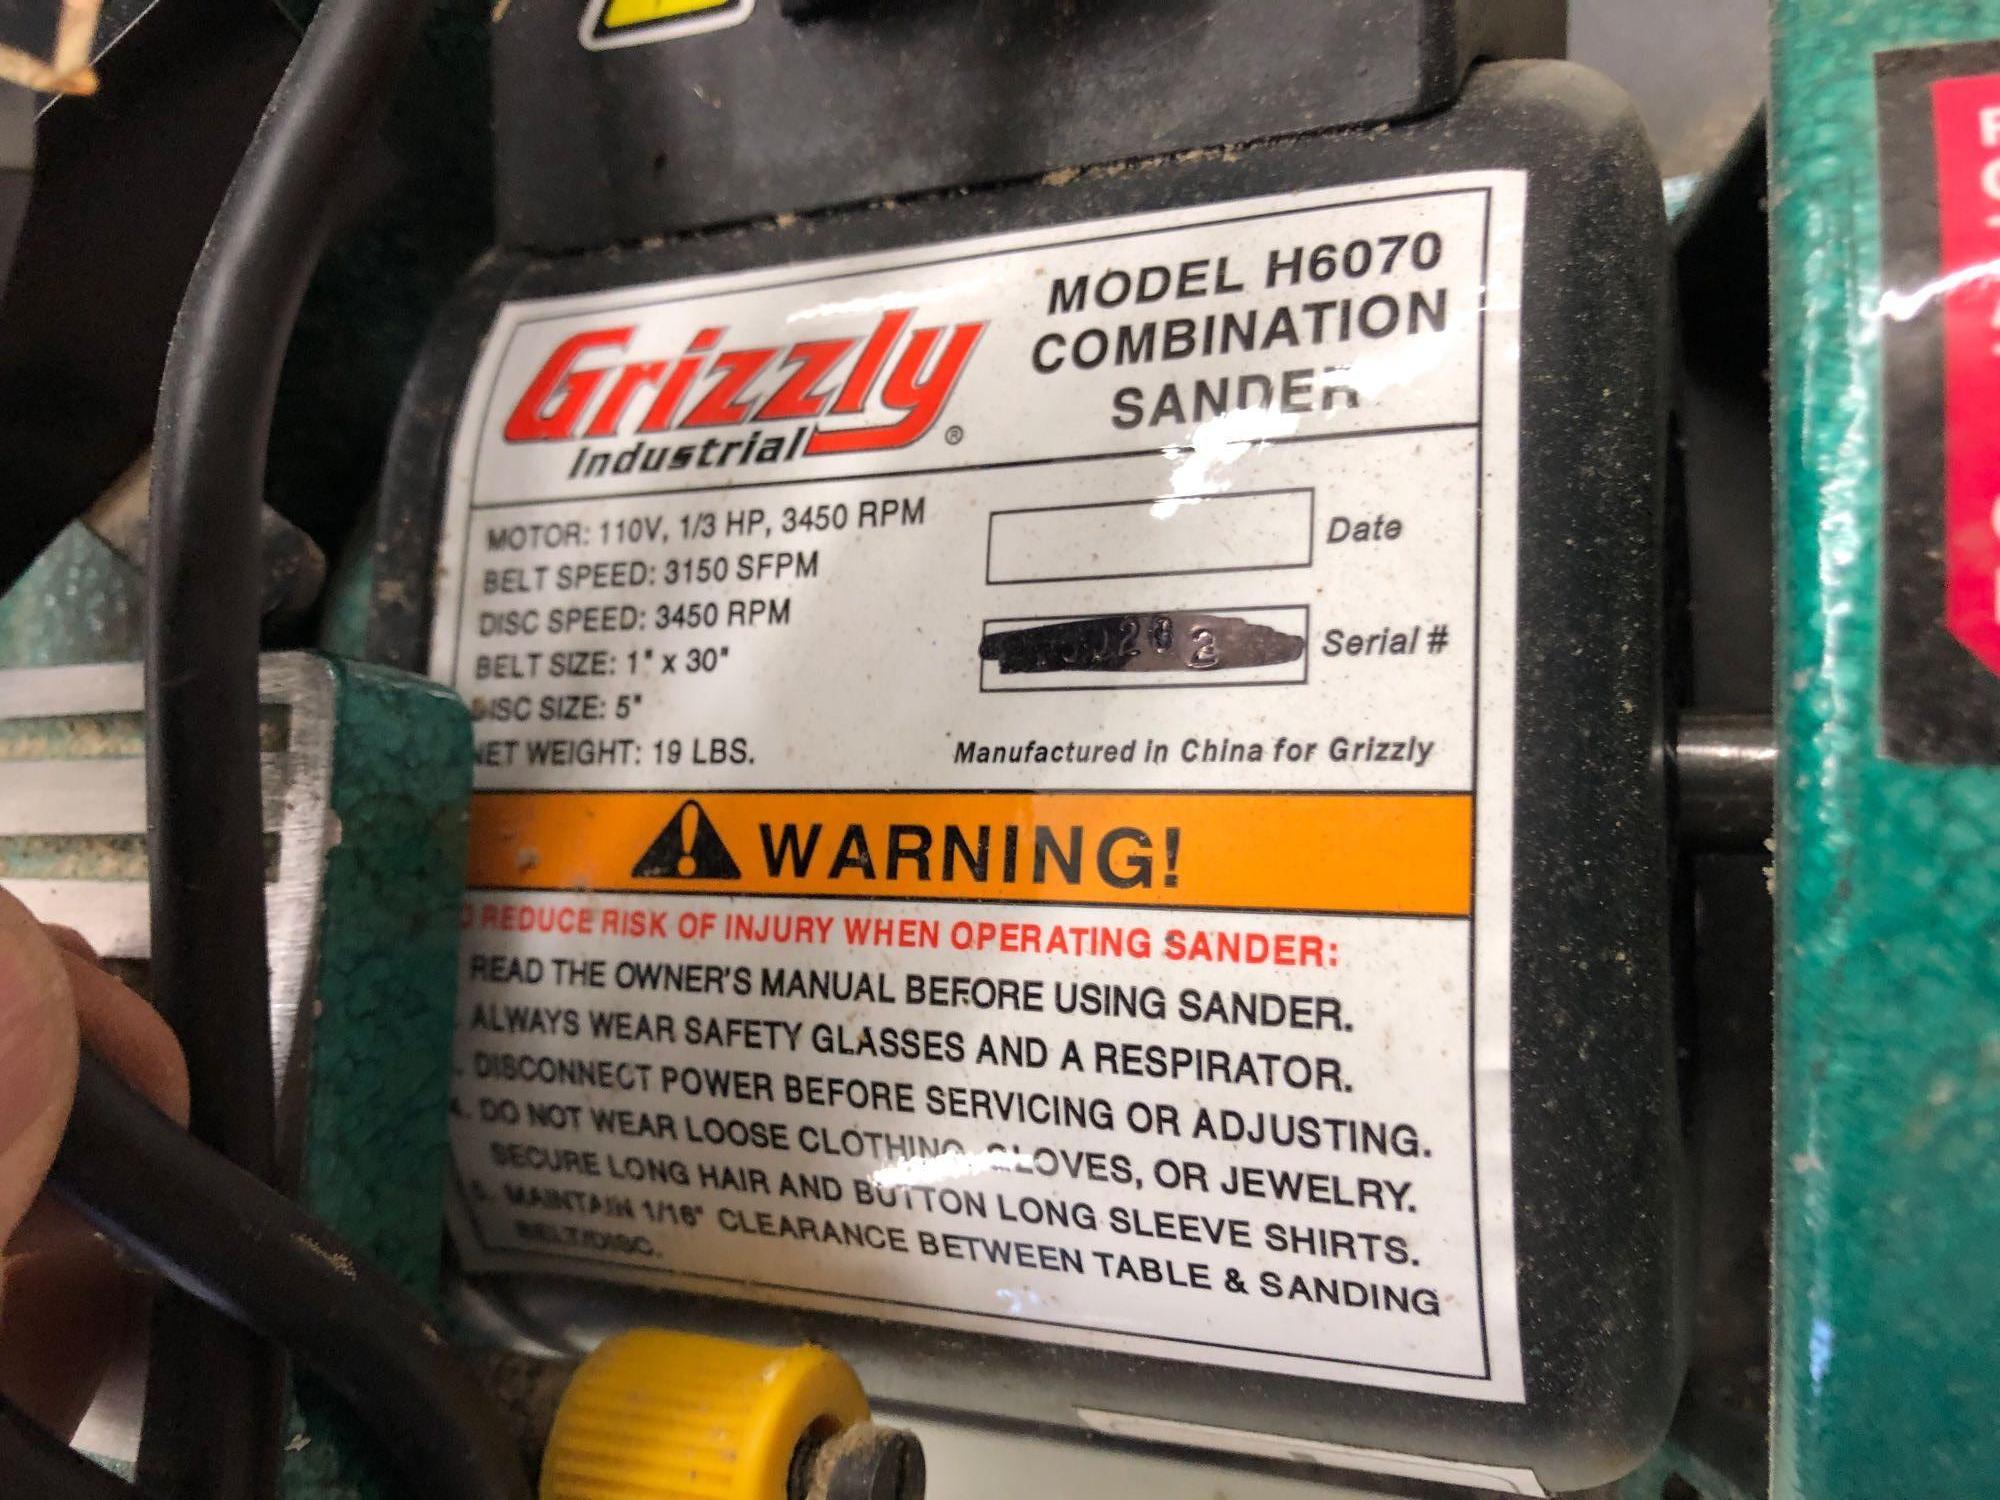 Grizzly
Industrial
®
MODEL H6070
COMBINATION
SANDER
MOTOR: 110V, 1/3 HP, 3450 RPM
BELT SPEED: 3150 SFPM
DISC SPEED: 3450 RPM
BELT SIZE: 1" x 30"
DISC SIZE: 5"
NET WEIGHT: 19 LBS.
Date
Serial #
Manufactured in China for Grizzly
WARNING!
REDUCE RISK OF INJURY WHEN OPERATING SANDER:
READ THE OWNER'S MANUAL BEFORE USING SANDER.
ALWAYS WEAR SAFETY GLASSES AND A RESPIRATOR.
DISCONNECT POWER BEFORE SERVICING OR ADJUSTING.
4. DO NOT WEAR LOOSE CLOTHING, GLOVES, OR JEWELRY.
SECURE LONG HAIR AND BUTTON LONG SLEEVE SHIRTS.
5. MAINTAIN 1/16" CLEARANCE BETWEEN TABLE & SANDING
BELT/DISC.